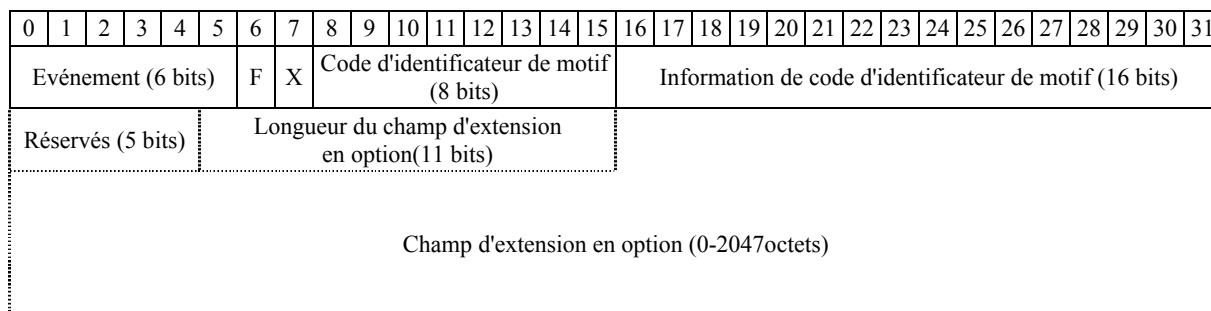 0 1 2 3 4 5 6 7 8 9 10 11 12 13 14 15 16 17 18 19 20 21 22 23 24 25 26 27 28 29 30 31
Evénement (6 bits) F X Code d'identificateur de motif
(8 bits) Information de code d'identificateur de motif (16 bits)
Réservés (5 bits) Longueur du champ d'extension
en option(11 bits)
Champ d'extension en option (0-2047octets)